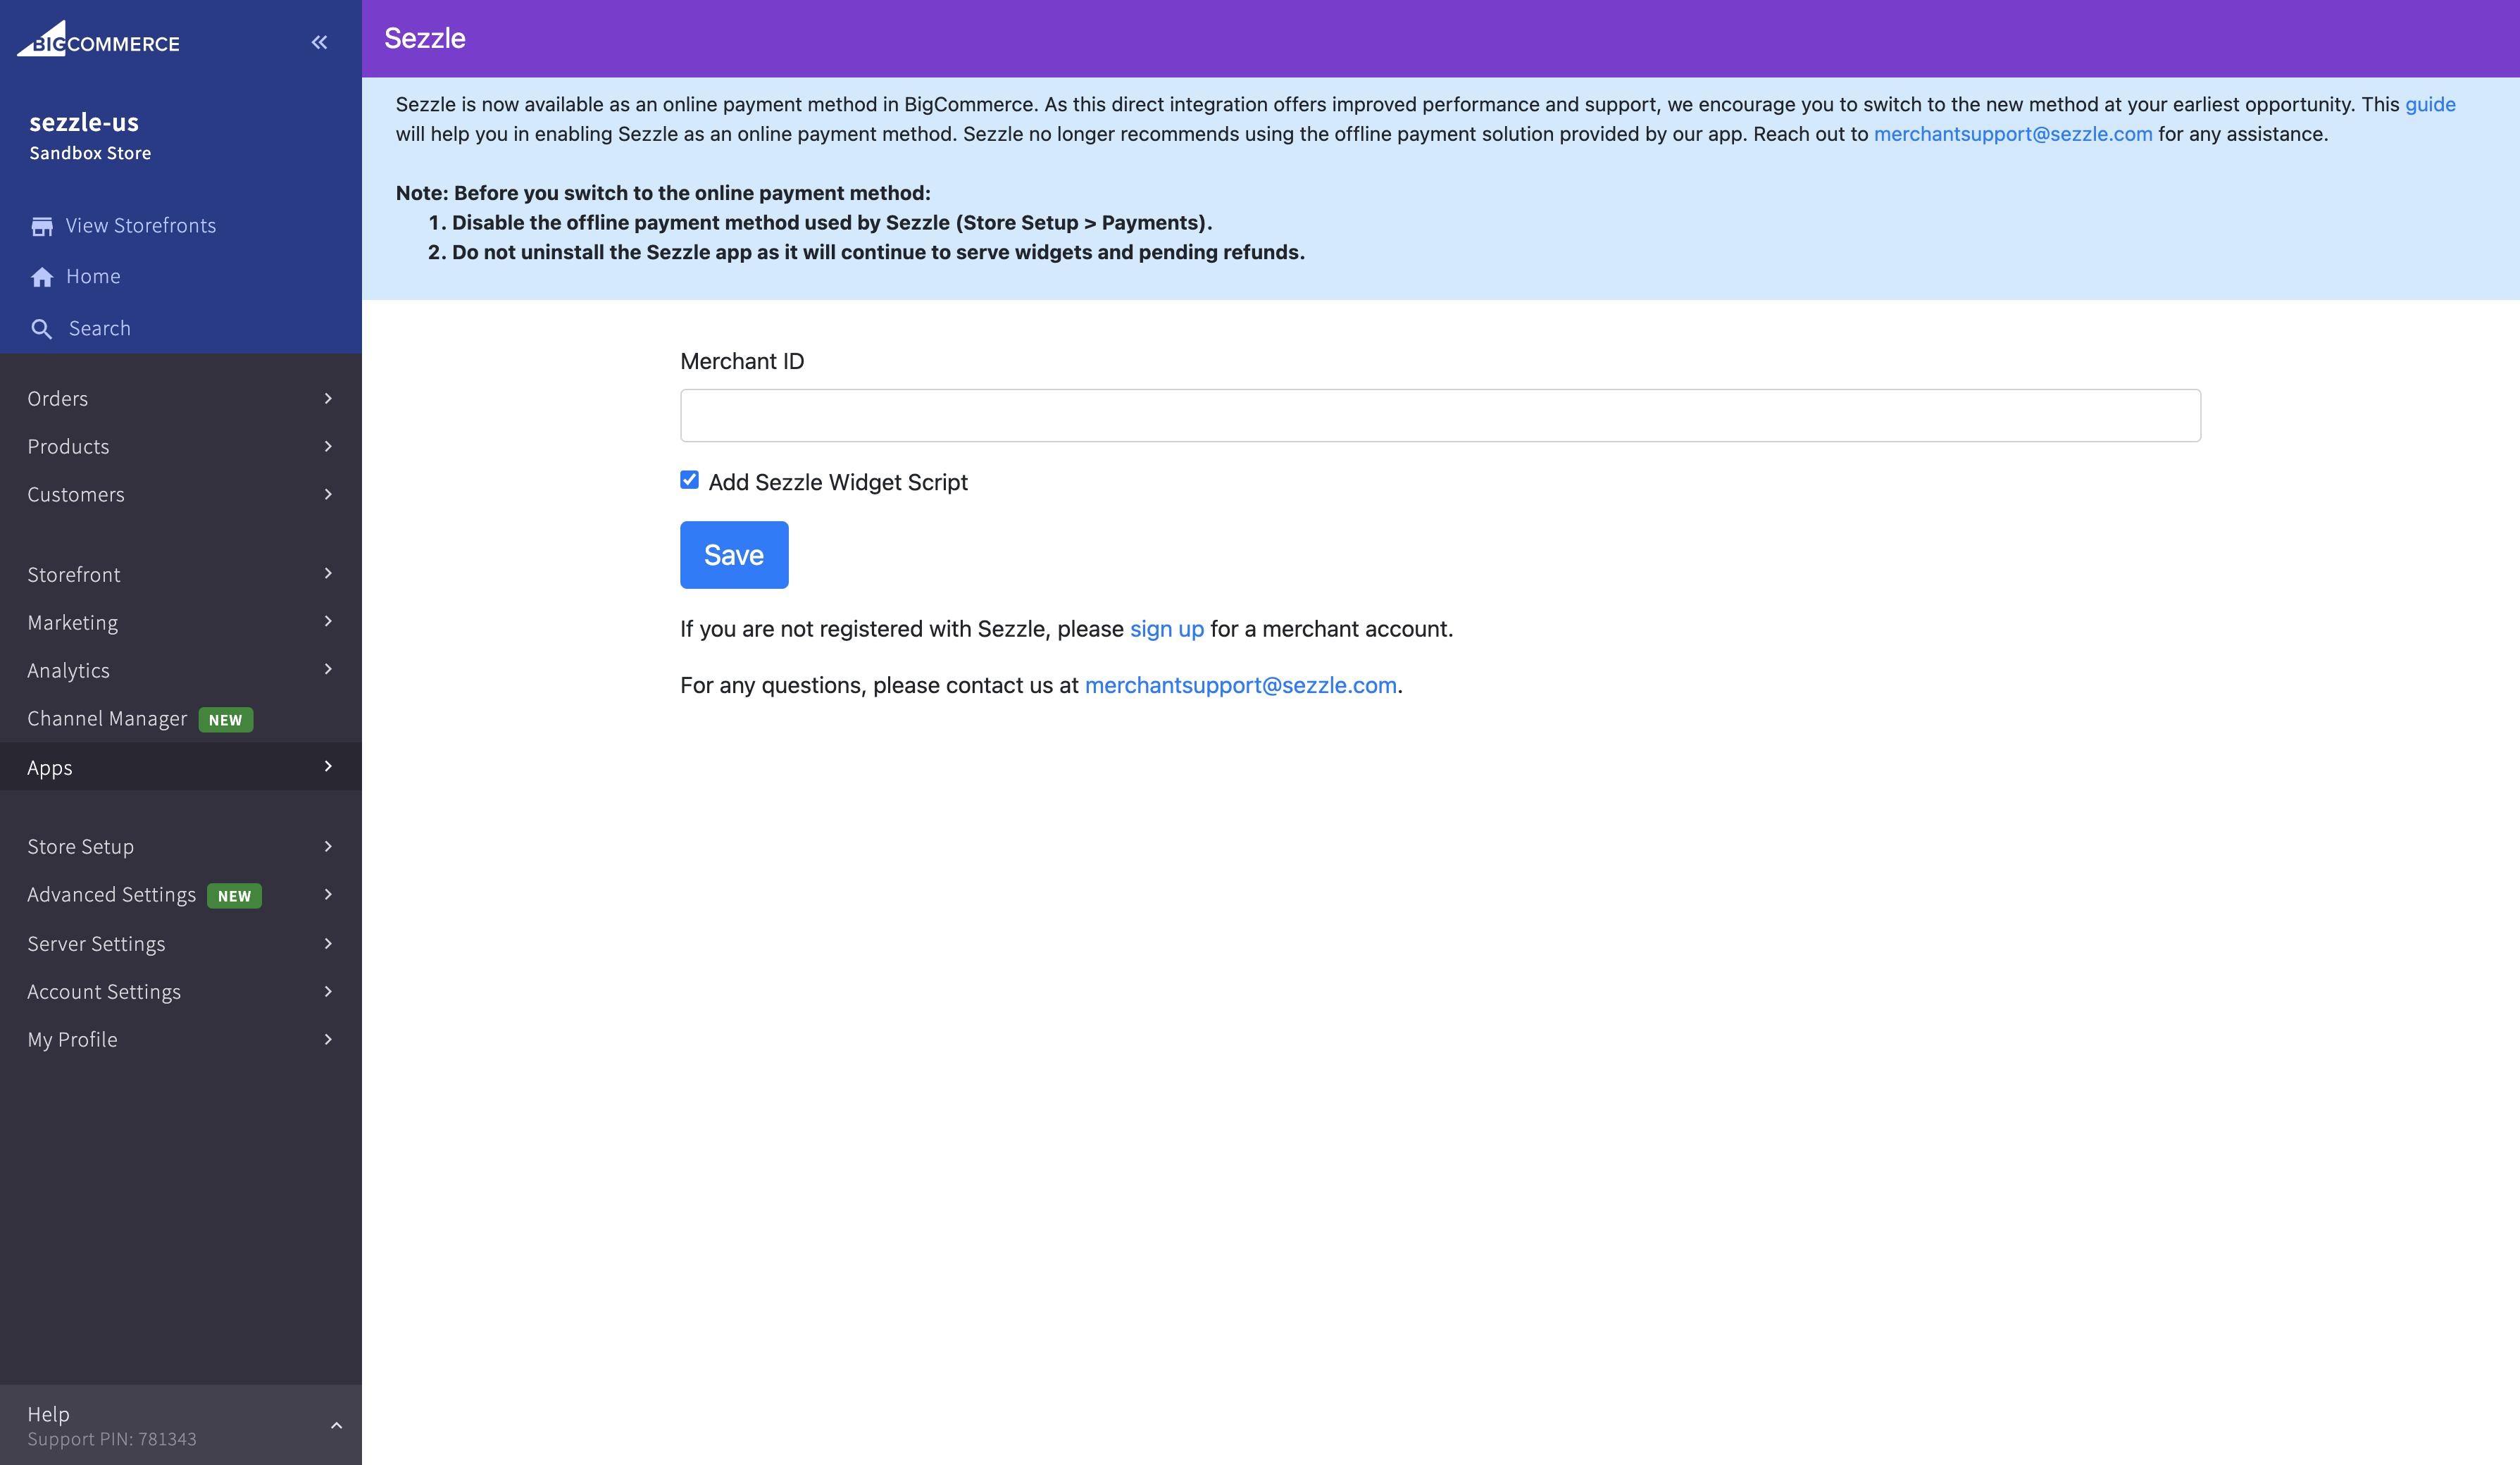 BIGCOMMERCE
sezzle-us
Sandbox Store
View Storefronts
Home
Search
Orders
Products
Customers
Storefront
Marketing
Analytics
Channel Manager NEW
Apps
Store Setup
Advanced Settings NEW
Server Settings
Account Settings
My Profile
Help
Support PIN: 781343
Sezzle
Sezzle is now available as an online payment method in BigCommerce. As this direct integration offers improved performance and support, we encourage you to switch to the new method at your earliest opportunity. This guide
will help you in enabling Sezzle as an online payment method. Sezzle no longer recommends using the offline payment solution provided by our app. Reach out to merchantsupport@sezzle.com for any assistance.
Note: Before you switch to the online payment method:
1. Disable the offline payment method used by Sezzle (Store Setup > Payments).
2. Do not uninstall the Sezzle app as it will continue to serve widgets and pending refunds.
Merchant ID
Add Sezzle Widget Script
Save
If you are not registered with Sezzle, please sign up for a merchant account.
For any questions, please contact us at merchantsupport@sezzle.com.